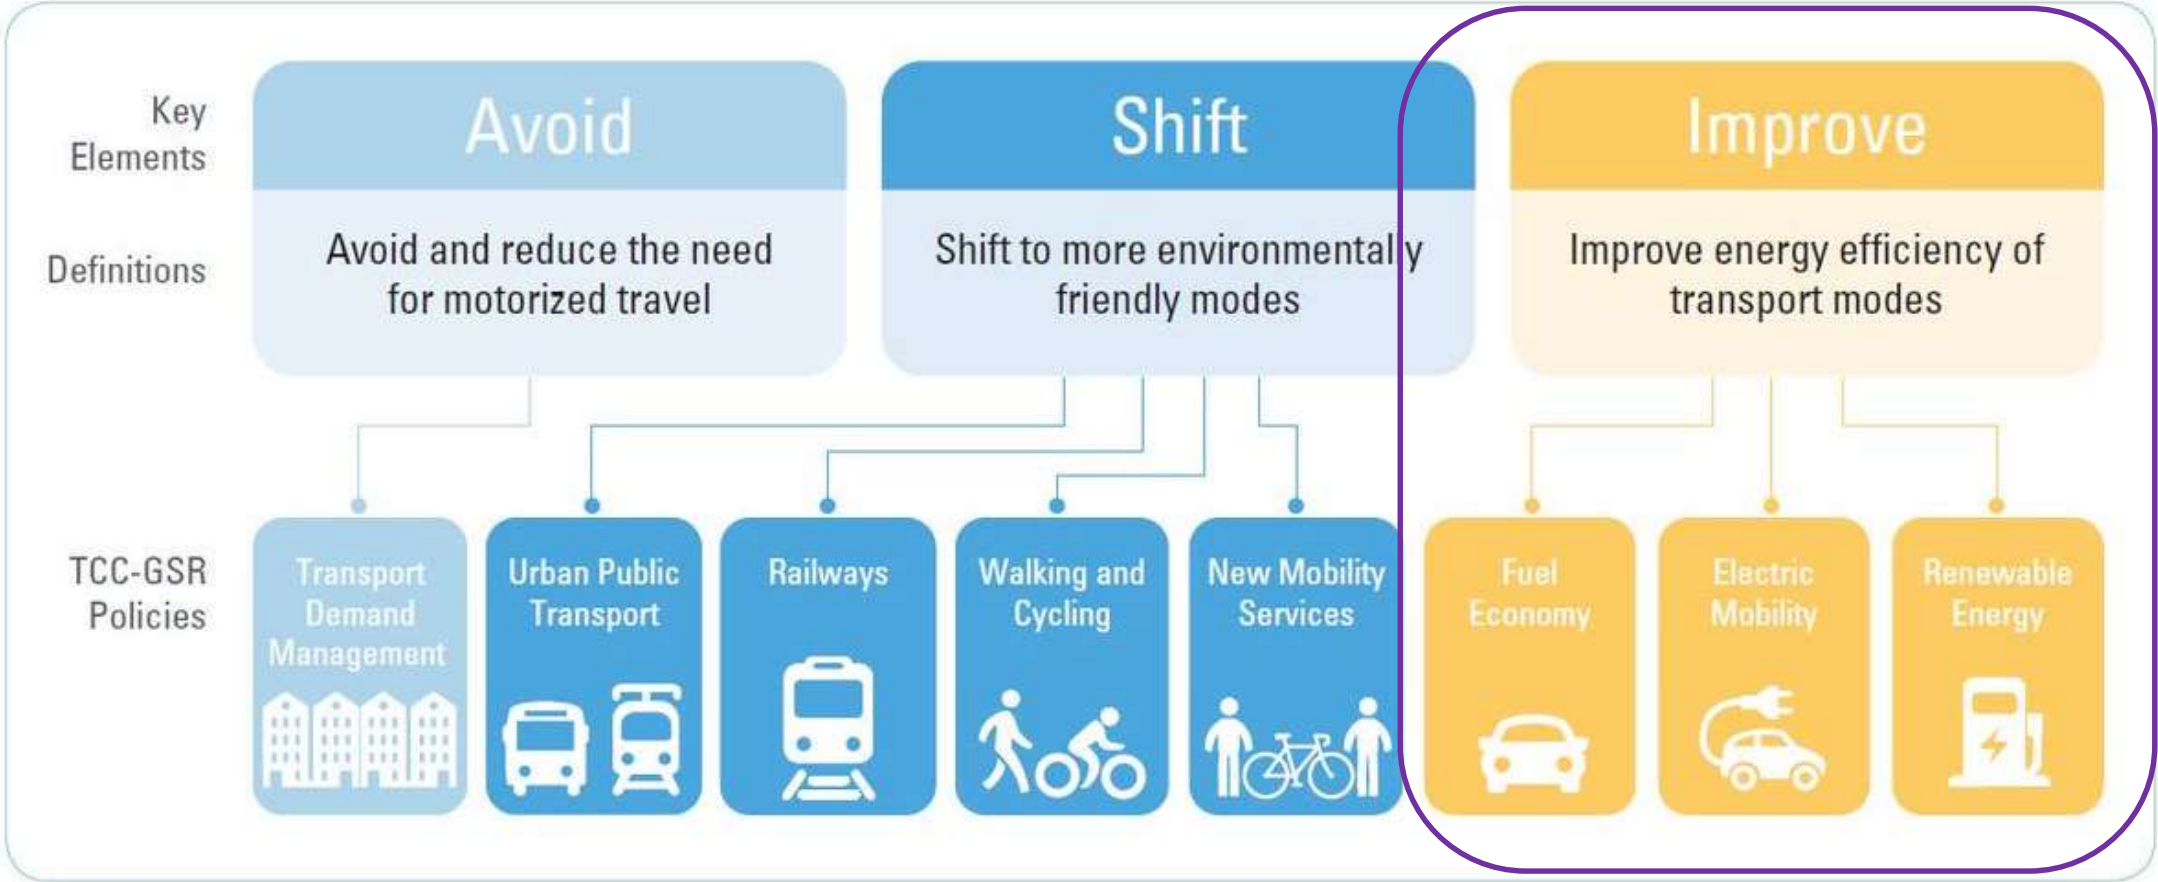 Key
Elements
Avoid
Shift
Improve
Definitions
Avoid and reduce the need
for motorized travel
Shift to more environmentally
friendly modes
Improve energy efficiency of
transport modes
TCC-GSR
Policies
Transport
Demand
Management
Urban Public
Transport
Railways
Walking and
Cycling
New Mobility
Services
Fuel
Economy
Electric
Mobility
Renewable
Energy